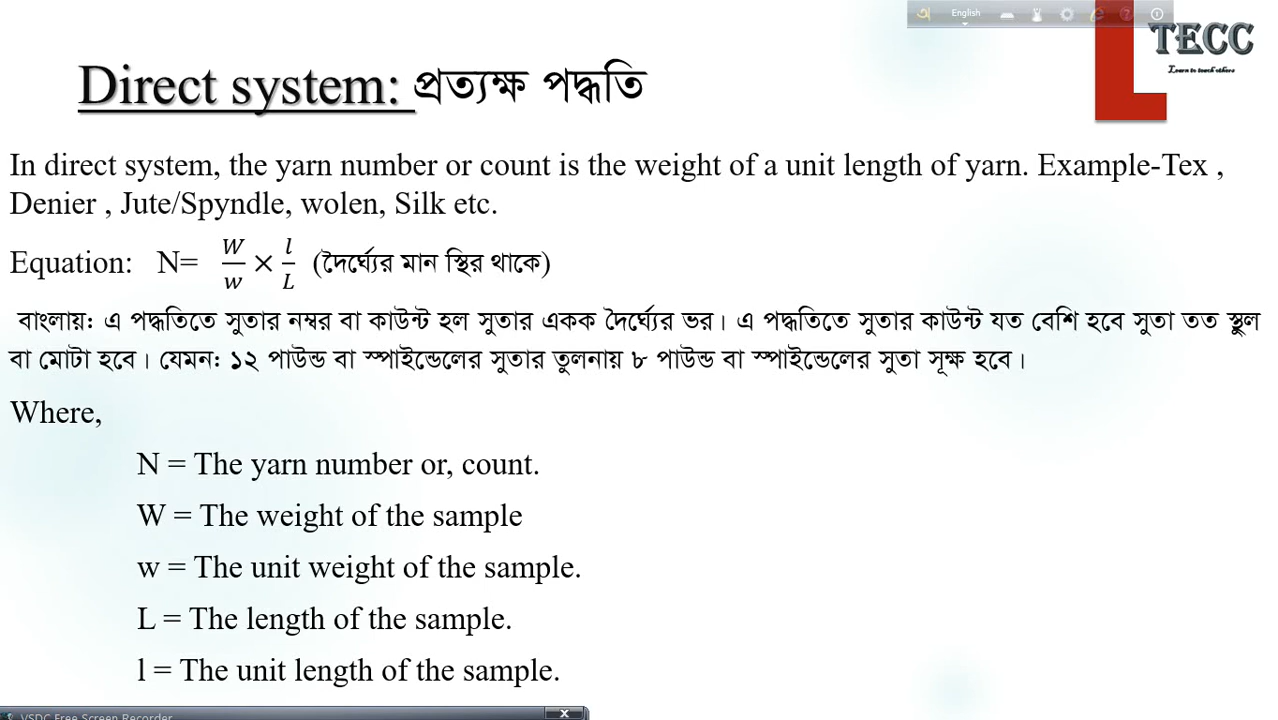 English
TECC
Learn to teach others
Direct system: প্রত্যক্ষ পদ্ধতি
In direct system, the yarn number or count is the weight of a unit length of yarn. Example-Tex ,
Denier , Jute/Spyndle, wolen, Silk etc.
Equation: N= W/w × l/L (দৈর্ঘ্যের মান স্থির থাকে)
বাংলায়ঃ এ পদ্ধতিতে সুতার নম্বর বা কাউন্ট হল সুতার একক দৈর্ঘ্যের ভর। এ পদ্ধতিতে সুতার কাউন্ট যত বেশি হবে সুতা তত স্থুল
বা মোটা হবে। যেমনঃ ১২ পাউন্ড বা স্পাইন্ডেলের সুতার তুলনায় ৮ পাউন্ড বা স্পাইন্ডেলের সুতা সূক্ষ হবে।
Where,
N = The yarn number or, count.
W = The weight of the sample
w = The unit weight of the sample.
L = The length of the sample.
l = The unit length of the sample.
VSDC Free Screen Recorder